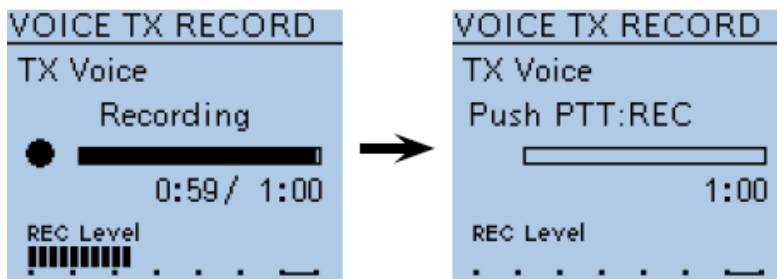 VOICE TX RECORD
TX Voice
Recording
0:59/ 1:00
REC Level
VOICE TX RECORD
TX Voice
Push PTT:REC
1:00
REC Level